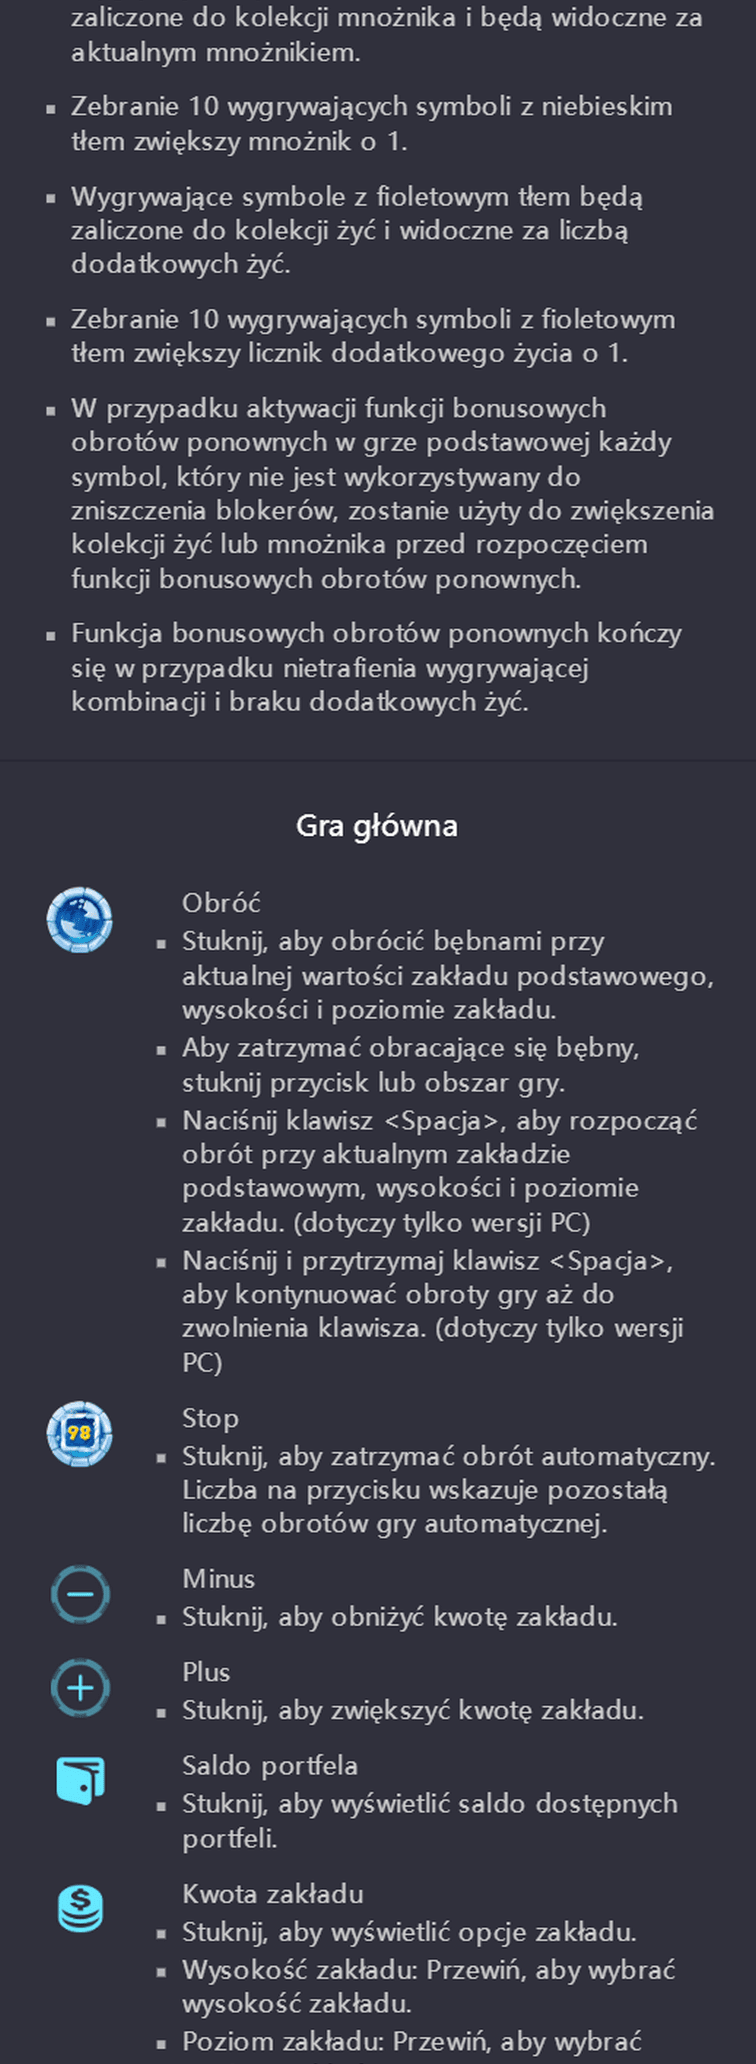 zaliczone do kolekcji mnożnika i będą widoczne za
aktualnym mnożnikiem.
▪ Zebranie 10 wygrywających symboli z niebieskim
tłem zwiększy mnożnik o 1.
▪ Wygrywające symbole z fioletowym tłem będą
zaliczone do kolekcji żyć i widoczne za liczbą
dodatkowych żyć.
▪ Zebranie 10 wygrywających symboli z fioletowym
tłem zwiększy licznik dodatkowego życia o 1.
▪ W przypadku aktywacji funkcji bonusowych
obrotów ponownych w grze podstawowej każdy
symbol, który nie jest wykorzystywany do
zniszczenia blokerów, zostanie użyty do zwiększenia
kolekcji żyć lub mnożnika przed rozpoczęciem
funkcji bonusowych obrotów ponownych.
▪ Funkcja bonusowych obrotów ponownych kończy
się w przypadku nietrafienia wygrywającej
kombinacji i braku dodatkowych żyć.
Gra główna
Obróć
▪ Stuknij, aby obrócić bębnami przy
aktualnej wartości zakładu podstawowego,
wysokości i poziomie zakładu.
▪ Aby zatrzymać obracające się bębny,
stuknij przycisk lub obszar gry.
▪ Naciśnij klawisz <Spacja>, aby rozpocząć
obrót przy aktualnym zakładzie
podstawowym, wysokości i poziomie
zakładu. (dotyczy tylko wersji PC)
▪ Naciśnij i przytrzymaj klawisz <Spacja>,
aby kontynuować obroty gry aż do
zwolnienia klawisza. (dotyczy tylko wersji
PC)
98
Stop
▪ Stuknij, aby zatrzymać obrót automatyczny.
Liczba na przycisku wskazuje pozostałą
liczbę obrotów gry automatycznej.
Minus
▪ Stuknij, aby obniżyć kwotę zakładu.
Plus
▪ Stuknij, aby zwiększyć kwotę zakładu.
Saldo portfela
▪ Stuknij, aby wyświetlić saldo dostępnych
portfeli.
$
Kwota zakładu
▪ Stuknij, aby wyświetlić opcje zakładu.
▪ Wysokość zakładu: Przewiń, aby wybrać
wysokość zakładu.
▪ Poziom zakładu: Przewiń, aby wybrać